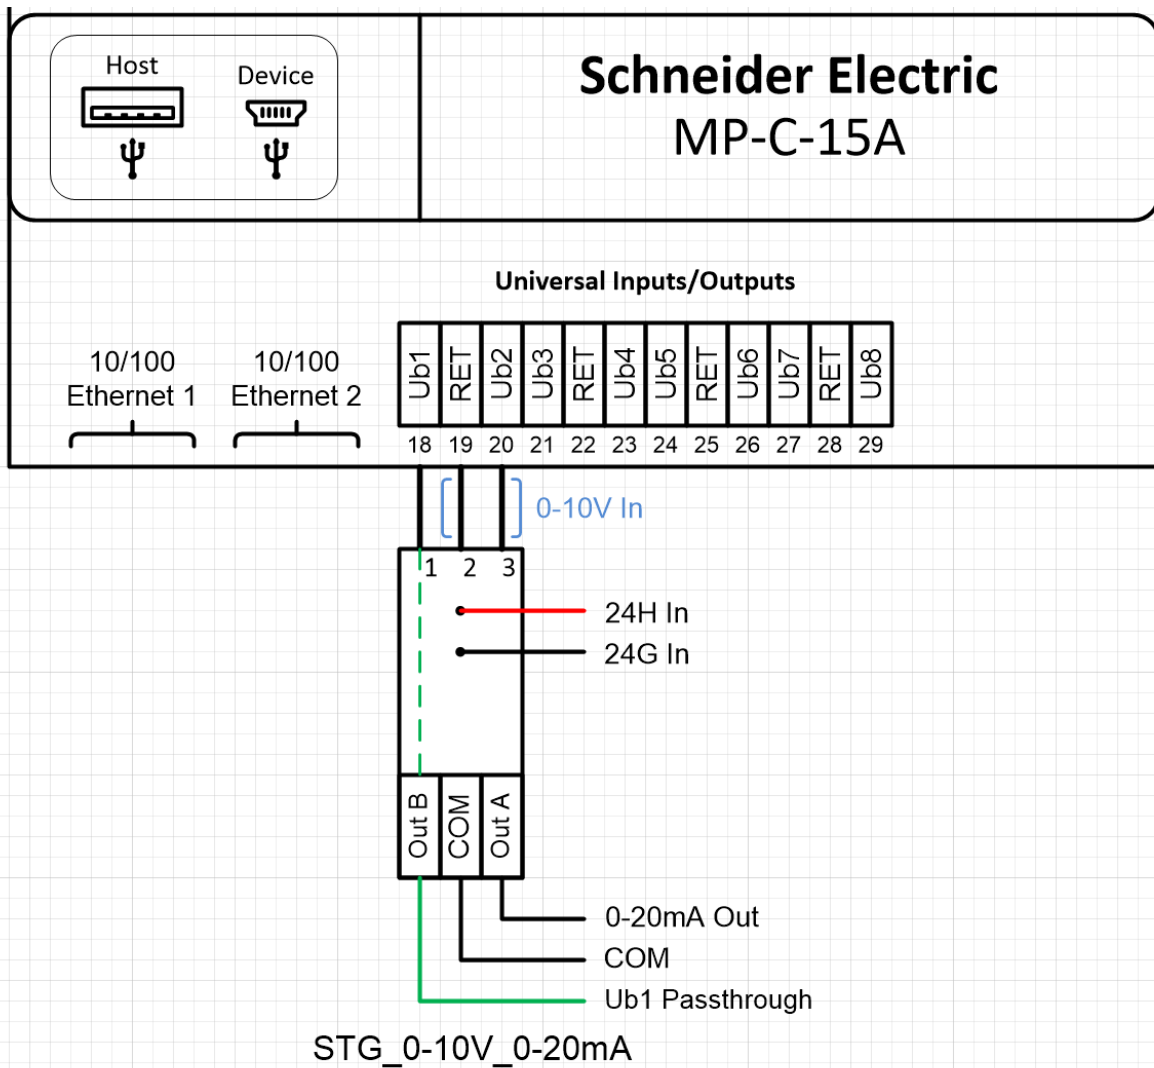 Host
Device
Schneider Electric
MP-C-15A
Universal Inputs/Outputs
10/100
Ethernet 1
10/100
Ethernet 2
Ub1 RET Ub2 Ub3 RET Ub4 Ub5 RET Ub6 Ub7 RET Ub8
18 19 20 21 22 23 24 25 26 27 28 29
0-10V In
1 2 3
24H In
24G In
Out B COM Out A
0-20mA Out
COM
Ub1 Passthrough
STG_0-10V_0-20mA